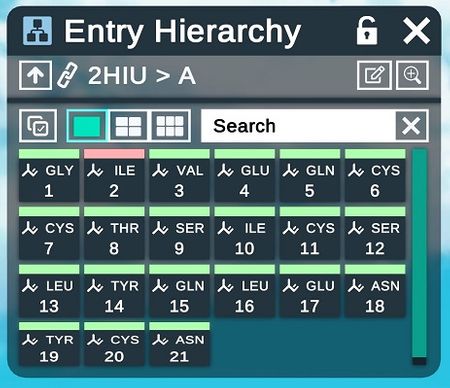 Entry Hierarchy
2HIU > A
Search
GLY ILE VAL GLU GLN CYS
1 2 3 4 5 6
CYS THR SER ILE CYS SER
7 8 9 10 11 12
LEU TYR GLN LEU GLU ASN
13 14 15 16 17 18
TYR CYS ASN
19 20 21